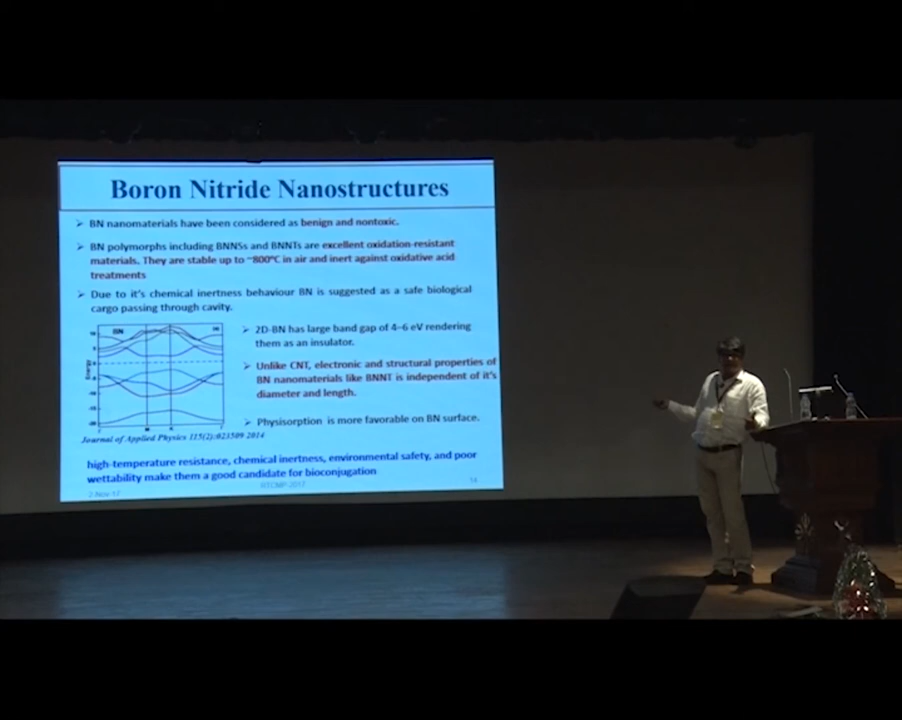 Boron Nitride Nanostructures
➢ BN nanomaterials have been considered as benign and nontoxic.
➢ BN polymorphs including BNNSs and BNNTs are excellent oxidation-resistant
materials. They are stable up to ~800°C in air and inert against oxidative acid
treatments
➢ Due to it's chemical inertness behaviour BN is suggested as a safe biological
cargo passing through cavity.
BN
Energy
➢ 2D-BN has large band gap of 4–6 eV rendering
them as an insulator.
➢ Unlike CNT, electronic and structural properties of
BN nanomaterials like BNNT is independent of it's
diameter and length.
➢ Physisorption is more favorable on BN surface.
Journal of Applied Physics 115(2):023509 2014
high-temperature resistance, chemical inertness, environmental safety, and poor
wettability make them a good candidate for bioconjugation
2-Nov-17
14